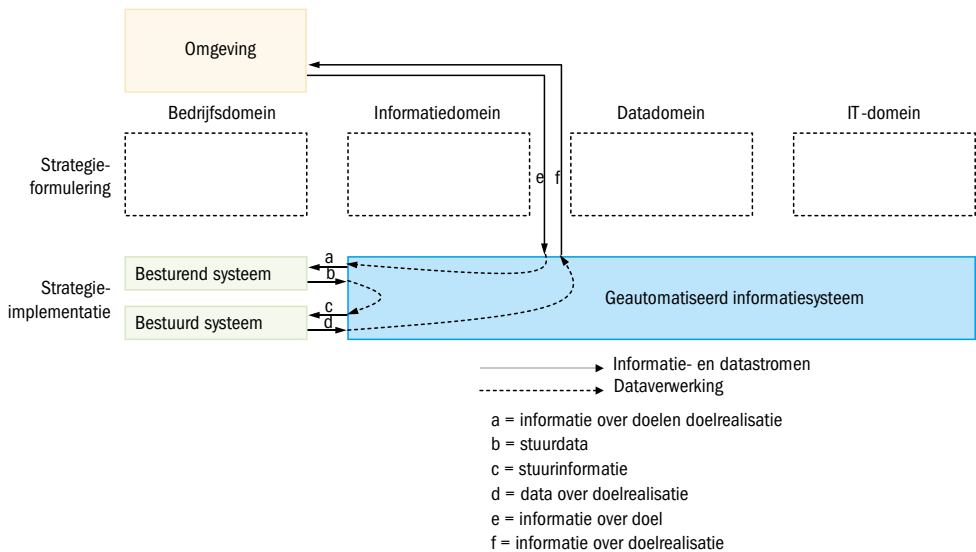 Omgeving
Bedrijfsdomein
Informatiedomein
Datadomein
IT-domein
Strategie-
formulering
e
f
Strategie-
implementatie
Besturend systeem
Bestuurd systeem
a
b
c
d
Geautomatiseerd informatiesysteem
Informatie- en datastromen
Dataverwerking
a = informatie over doelen doelrealisatie
b = stuurdata
c = stuurinformatie
d = data over doelrealisatie
e = informatie over doel
f = informatie over doelrealisatie